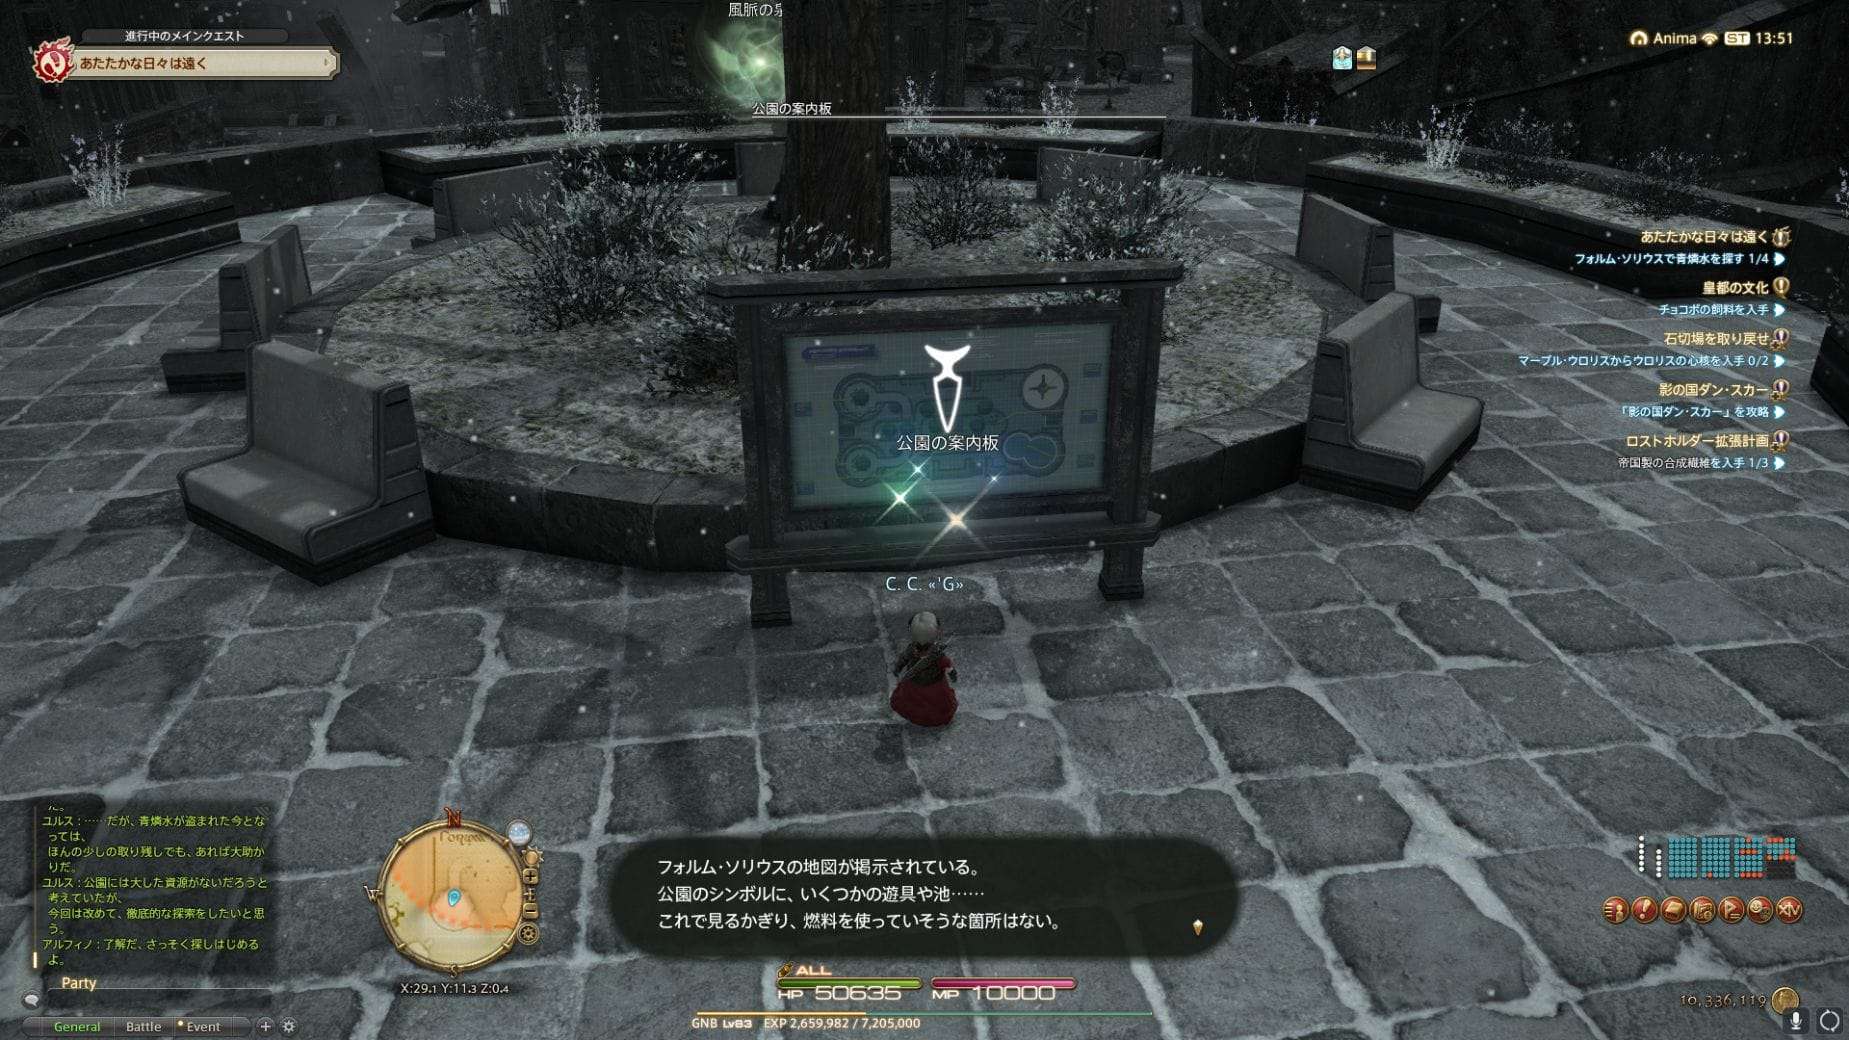 風脈の泉
進行中のメインクエスト
あたたかな日々は遠く
Anima ST 13:51
公園の案内板
あたたかな日々は遠く
フォルム・ソリウスで青燐水を探す 1/4
皇都の文化
チョコボの飼料を入手
石切場を取り戻せ
マーブル・ウロリスからウロリスの心核を入手 0/2
影の国ダン・スカー
「影の国ダン・スカー」を攻略
ロストホルダー拡張計画
帝国製の合成繊維を入手 1/3
公園の案内板
C. C. «'G»
た。
ユルス：……だが、青燐水が盗まれた今とな
っては、
ほんの少しの取り残しでも、あれば大助か
りだ。
ユルス：公園には大した資源がないだろうと
考えていたが、
今回は改めて、徹底的な探索をしたいと思
う。
アルフィノ：了解だ、さっそく探しはじめる
よ。
Party
General Battle Event
N
W
S
X:29.1 Y:11.3 Z:0.4
フォルム・ソリウスの地図が掲示されている。
公園のシンボルに、いくつかの遊具や池……
これで見るかぎり、燃料を使っていそうな箇所はない。
ALL
HP 50635 MP 10000
GNB Lv83 EXP 2,659,982 / 7,205,000
XIV
10,336,119